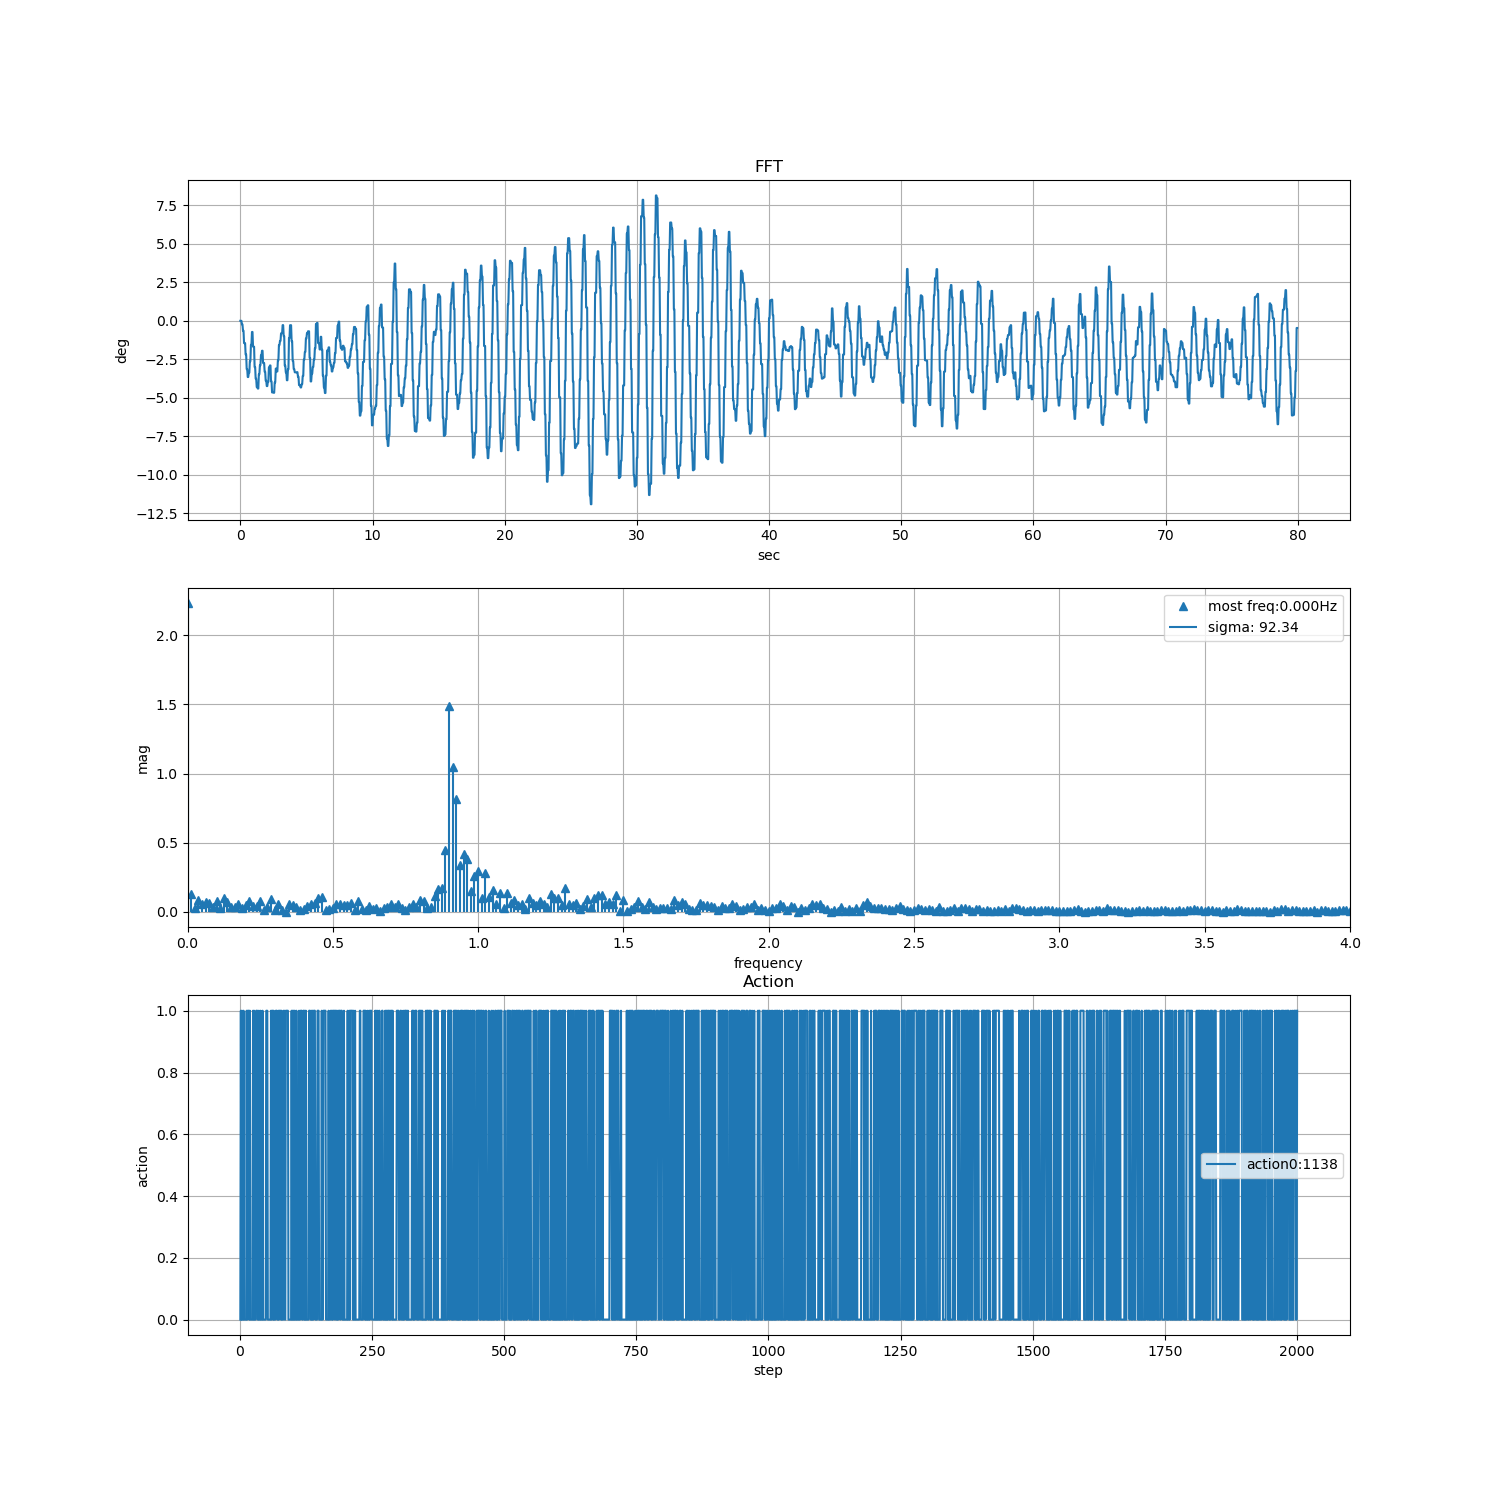 FFT
7.5
5.0
2.5
0.0
−2.5
−5.0
−7.5
−10.0
−12.5
deg
0 10 20 30 40 50 60 70 80
sec
most freq:0.000Hz
sigma: 92.34
2.0
1.5
1.0
0.5
0.0
mag
0.0 0.5 1.0 1.5 2.0 2.5 3.0 3.5 4.0
frequency
Action
1.0
0.8
0.6
0.4
0.2
0.0
action
action0:1138
0 250 500 750 1000 1250 1500 1750 2000
step